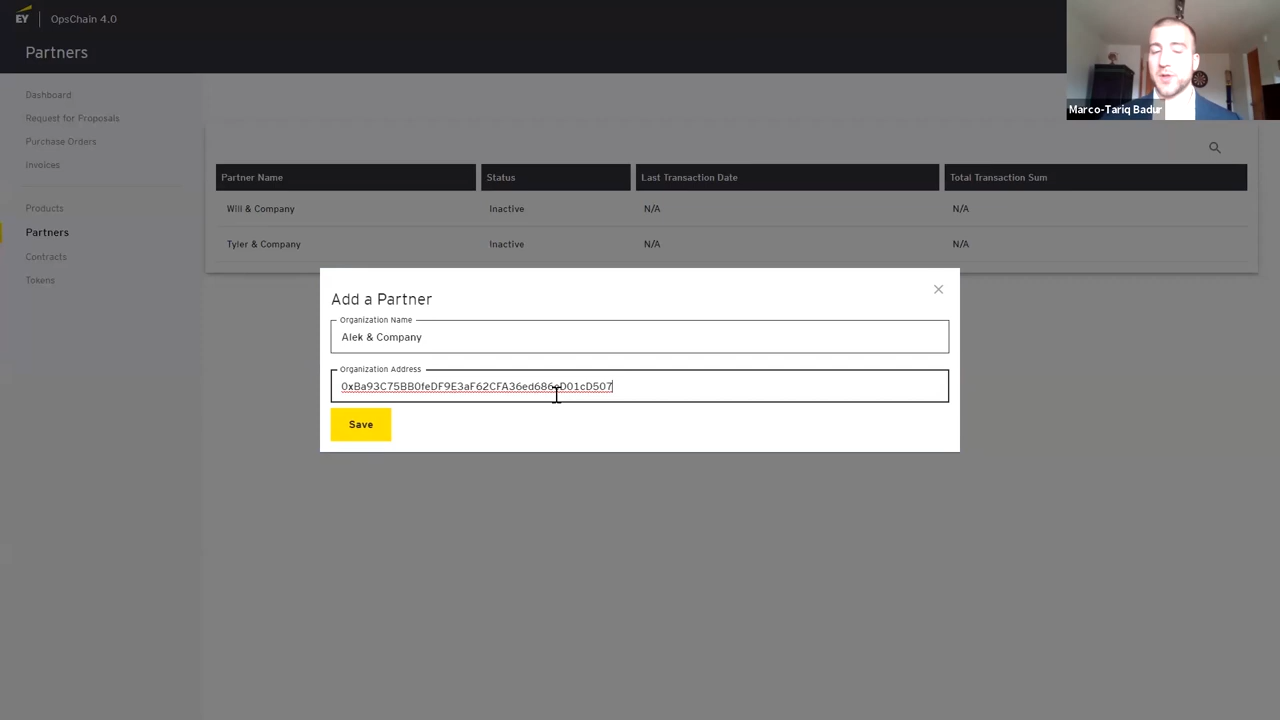 EY
OpsChain 4.0
Partners
Marco-Tariq Badur
Dashboard
Request for Proposals
Purchase Orders
Invoices
Products
Partners
Contracts
Tokens
Partner Name Status Last Transaction Date Total Transaction Sum
Will & Company Inactive N/A N/A
Tyler & Company Inactive N/A N/A
Add a Partner
Organization Name
Alek & Company
Organization Address
Save